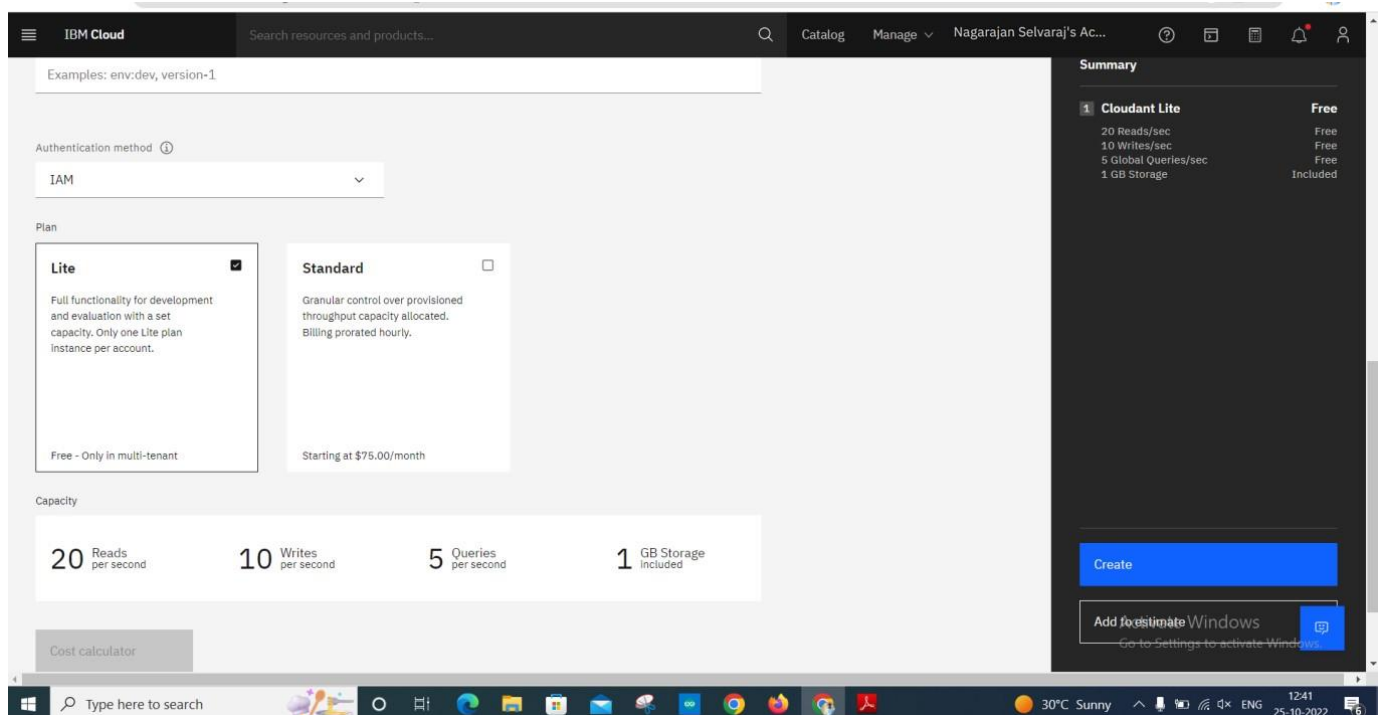 IBM Cloud
Search resources and products...
Catalog
Manage
Nagarajan Selvaraj's Ac...
Examples: env:dev, version-1
Authentication method
IAM
Plan
Lite
Full functionality for development
and evaluation with a set
capacity. Only one Lite plan
instance per account.
Free - Only in multi-tenant
Standard
Granular control over provisioned
throughput capacity allocated.
Billing prorated hourly.
Starting at $75.00/month
Capacity
20 Reads per second
10 Writes per second
5 Queries per second
1 GB Storage included
Cost calculator
Summary
1 Cloudant Lite Free
20 Reads/sec Free
10 Writes/sec Free
5 Global Queries/sec Free
1 GB Storage Included
Create
Add to estimate
Activate Windows
Go to Settings to activate Windows.
Type here to search
30°C Sunny
ENG
12:41
25-10-2022
6